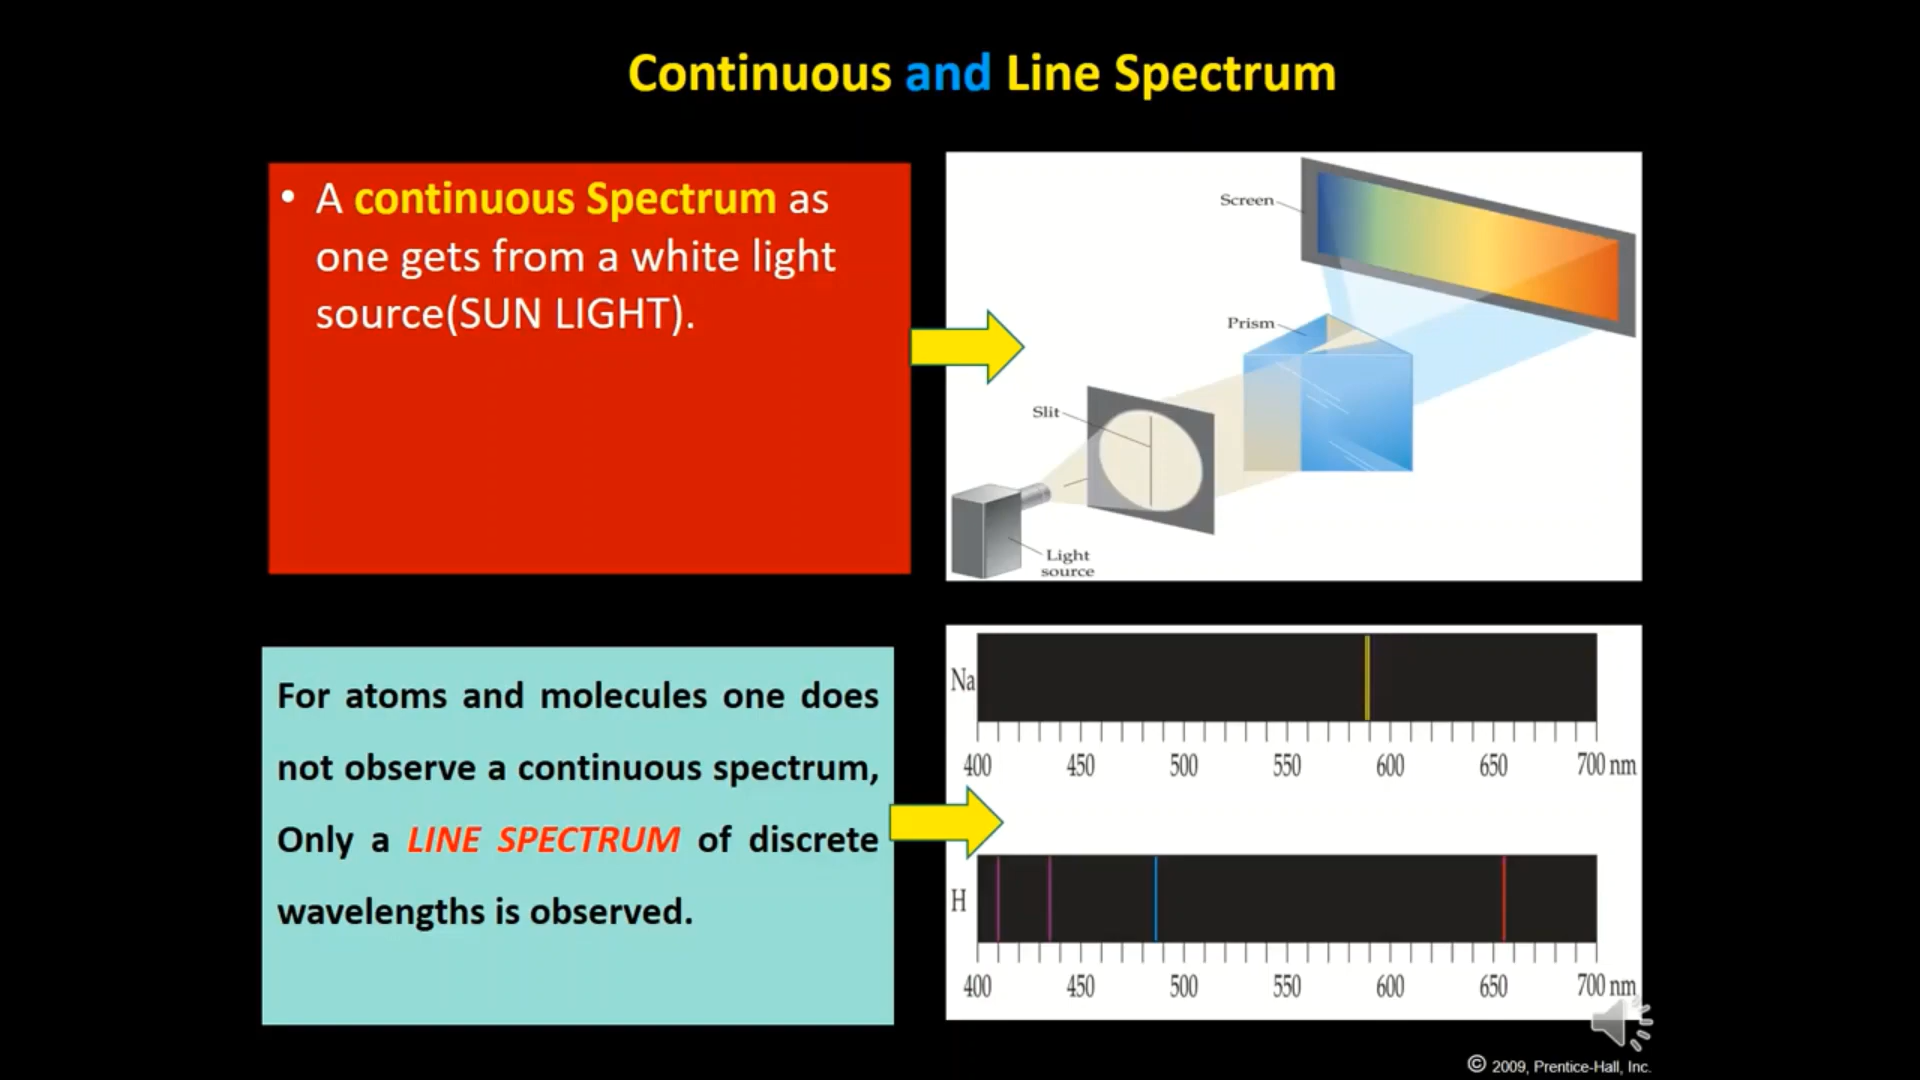 Continuous and Line Spectrum
• A continuous Spectrum as
one gets from a white light
source(SUN LIGHT).
Screen
Prism
Slit
Light
source
For atoms and molecules one does
not observe a continuous spectrum,
Only a LINE SPECTRUM of discrete
wavelengths is observed.
Na
400 450 500 550 600 650 700 nm
H
400 450 500 550 600 650 700 nm
© 2009, Prentice-Hall, Inc.